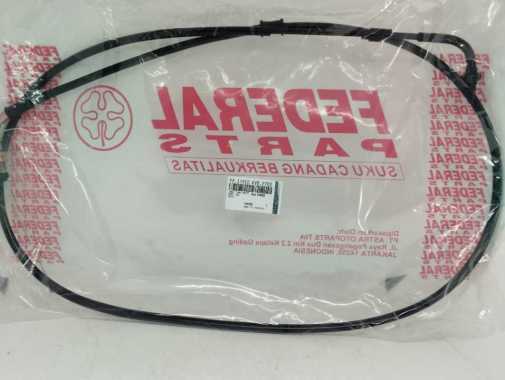 FEDERAL
PARTS
SUKU CADANG BERKUALITAS
Dipasarkan Oleh:
PT. ASTRA OTOPARTS Tbk
Jl. Raya Pegangsaan Dua Km 2,2 Kelapa Gading
JAKARTA 14250, INDONESIA